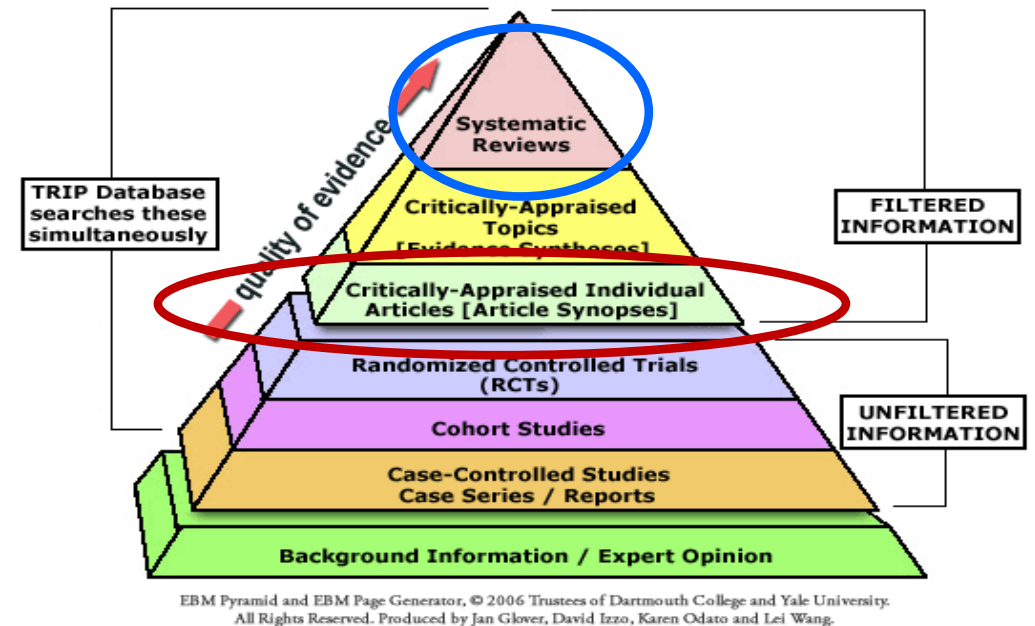 Systematic
Reviews
quality of evidence
TRIP Database
searches these
simultaneously
Critically-Appraised
Topics
[Evidence Syntheses]
FILTERED
INFORMATION
Critically-Appraised Individual
Articles [Article Synopses]
Randomized Controlled Trials
(RCTs)
Cohort Studies
UNFILTERED
INFORMATION
Case-Controlled Studies
Case Series / Reports
Background Information / Expert Opinion
EBM Pyramid and EBM Page Generator, © 2006 Trustees of Dartmouth College and Yale University.
All Rights Reserved. Produced by Jan Glover, David Izzo, Karen Odato and Lei Wang.